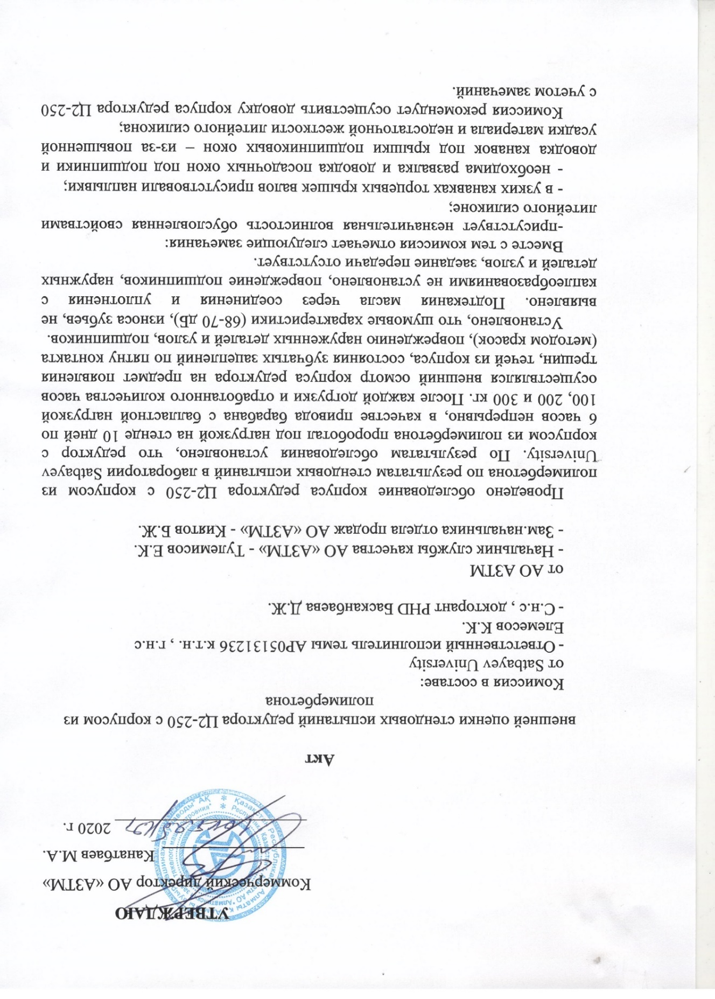 УТВЕРЖДАЮ
Коммерческий директор АО «АЗТМ»
Канатбаев М.А.
2020 г.
Акт
внешней оценки стендовых испытаний редуктора Ц2-250 с корпусом из
полимербетона
Комиссия в составе:
от Satbayev University
- Ответственный исполнитель темы АР05131236 к.т.н. , г.н.с
Елемесов К.К.
- С.н.с , докторант PHD Басканбаева Д.Ж.
от АО АЗТМ
- Начальник службы качества АО «АЗТМ» - Тулемисов Е.К.
- Зам.начальника отдела продаж АО «АЗТМ» - Киятов Б.Ж.
Проведено обследование корпуса редуктора Ц2-250 с корпусом из
полимербетона по результатам стендовых испытаний в лаборатории Satbayev
University. По результатам обследования установлено, что редуктор с
корпусом из полимербетона проработал под нагрузкой на стенде 10 дней по
6 часов непрерывно, в качестве привода барабана с балластной нагрузкой
100, 200 и 300 кг. После каждой догрузки и отработанного количества часов
осуществлялся внешний осмотр корпуса редуктора на предмет появления
трещин, течей из корпуса, состояния зубчатых зацеплений по пятну контакта
(методом красок), повреждению наруженных деталей и узлов, подшипников.
Установлено, что шумовые характеристики (68-70 дБ), износа зубьев, не
выявлено. Подтекания масла через соединения и уплотнения с
каплеобразованиями не установлено, повреждение подшипников, наружных
деталей и узлов, заедание передачи отсутствует.
Вместе с тем комиссия отмечает следующие замечания:
-присутствует незначительная волнистость обусловленная свойствами
литейного силиконе;
- в узких канавках торцевых крышек валов присутствовали наплывки;
- необходима развалка и доводка посадочных окон под подшипники и
доводка канавок под крышки подшипниковых окон – из-за повышенной
усадки материала и недостаточной жесткости литейного силикона;
Комиссия рекомендует осуществить доводку корпуса редуктора Ц2-250
с учетом замечаний.